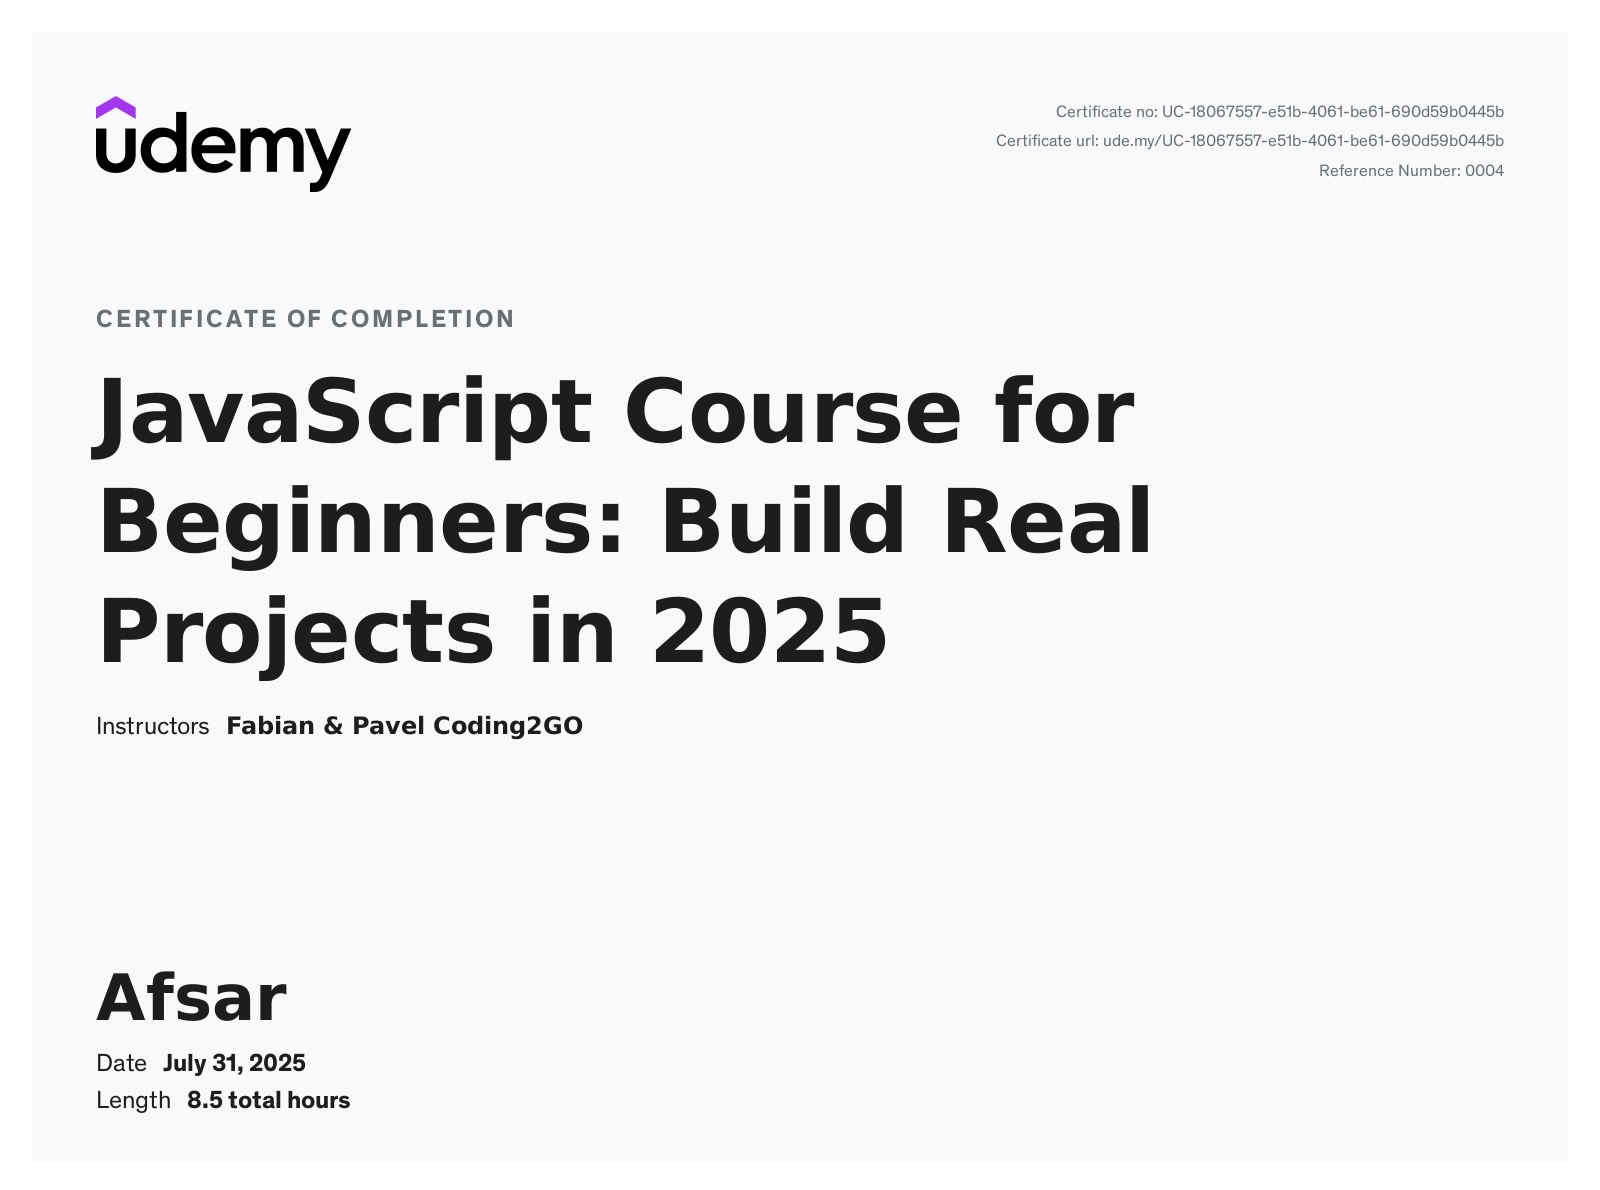 udemy
Certificate no: UC-18067557-e51b-4061-be61-690d59b0445b
Certificate url: ude.my/UC-18067557-e51b-4061-be61-690d59b0445b
Reference Number: 0004
CERTIFICATE OF COMPLETION
JavaScript Course for
Beginners: Build Real
Projects in 2025
Instructors Fabian & Pavel Coding2GO
Afsar
Date July 31, 2025
Length 8.5 total hours